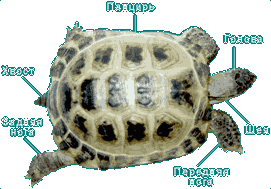 Панцирь
Голова
Хвост
Задняя
нога
Шея
Передняя
нога